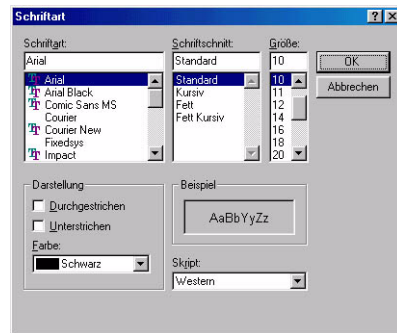 Schriftart
Schriftart:
Arial
Arial
Arial Black
Comic Sans MS
Courier
Courier New
Fixedsys
Impact
Schriftschnitt:
Standard
Standard
Kursiv
Fett
Fett Kursiv
Größe:
10
10
11
12
14
16
18
20
OK
Abbrechen
Darstellung
Durchgestrichen
Unterstrichen
Farbe:
Schwarz
Beispiel
AaBbYyZz
Skript:
Western